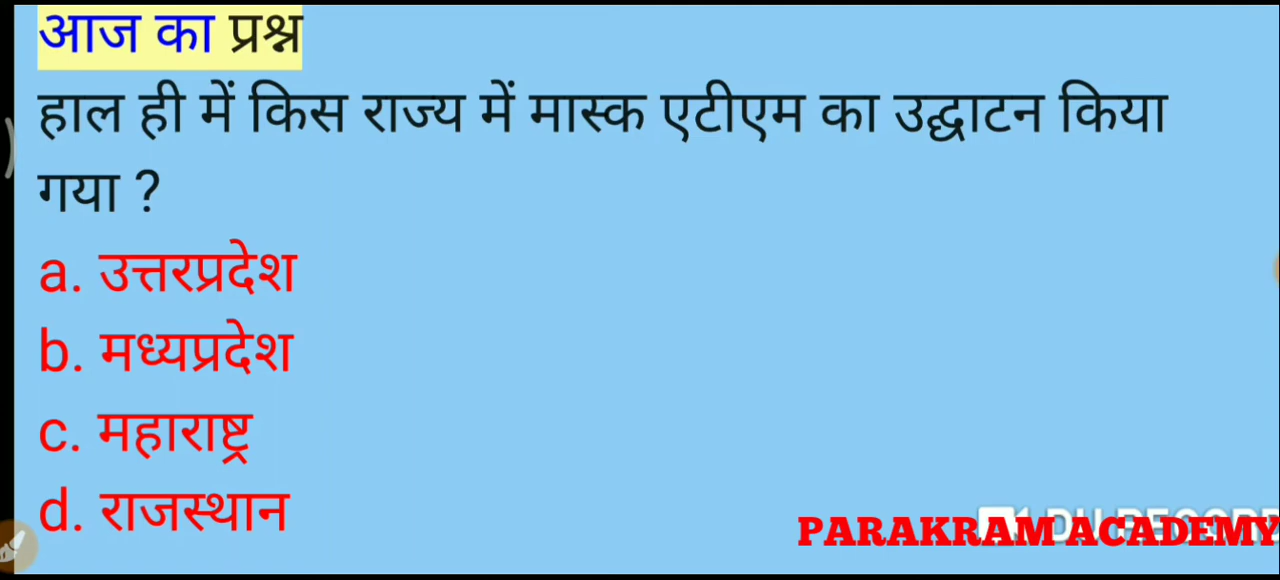 आज का प्रश्न
हाल ही में किस राज्य में मास्क एटीएम का उद्घाटन किया
गया ?
a. उत्तरप्रदेश
b. मध्यप्रदेश
c. महाराष्ट्र
d. राजस्थान
PARAKRAM ACADEMY